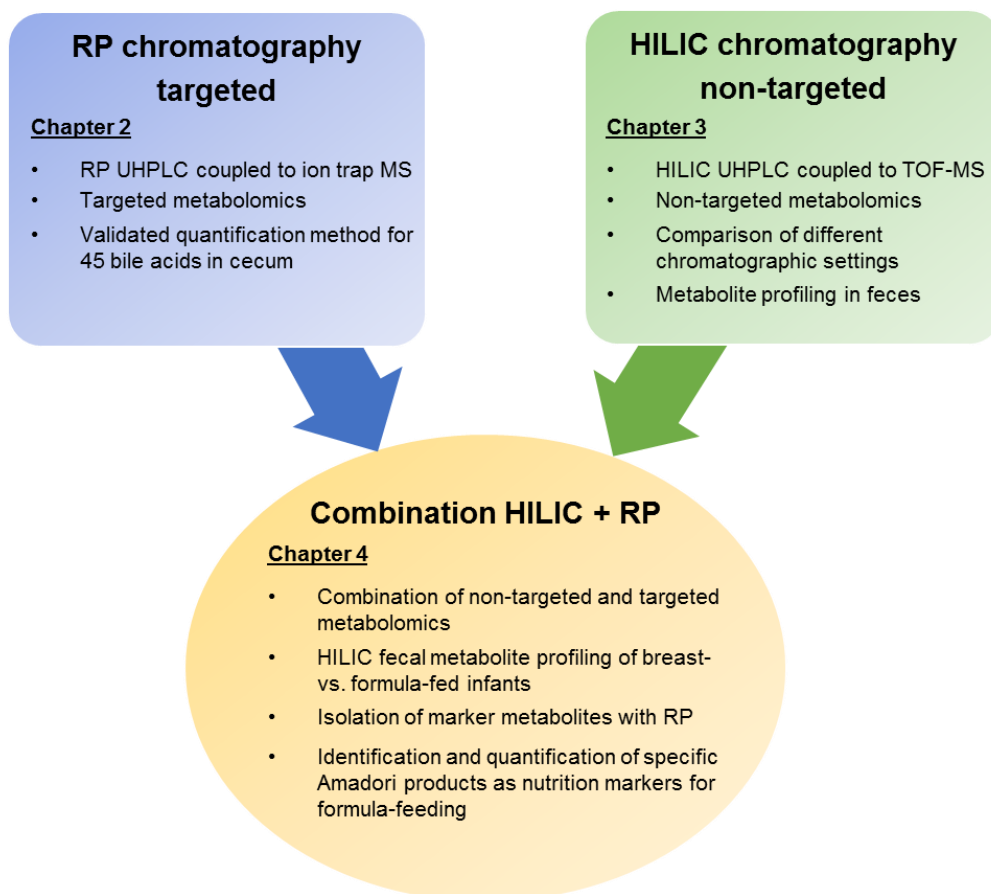 RP chromatography
targeted
Chapter 2
• RP UHPLC coupled to ion trap MS
• Targeted metabolomics
• Validated quantification method for
45 bile acids in cecum
HILIC chromatography
non-targeted
Chapter 3
• HILIC UHPLC coupled to TOF-MS
• Non-targeted metabolomics
• Comparison of different
chromatographic settings
• Metabolite profiling in feces
Combination HILIC + RP
Chapter 4
• Combination of non-targeted and targeted
metabolomics
• HILIC fecal metabolite profiling of breast-
vs. formula-fed infants
• Isolation of marker metabolites with RP
• Identification and quantification of specific
Amadori products as nutrition markers for
formula-feeding